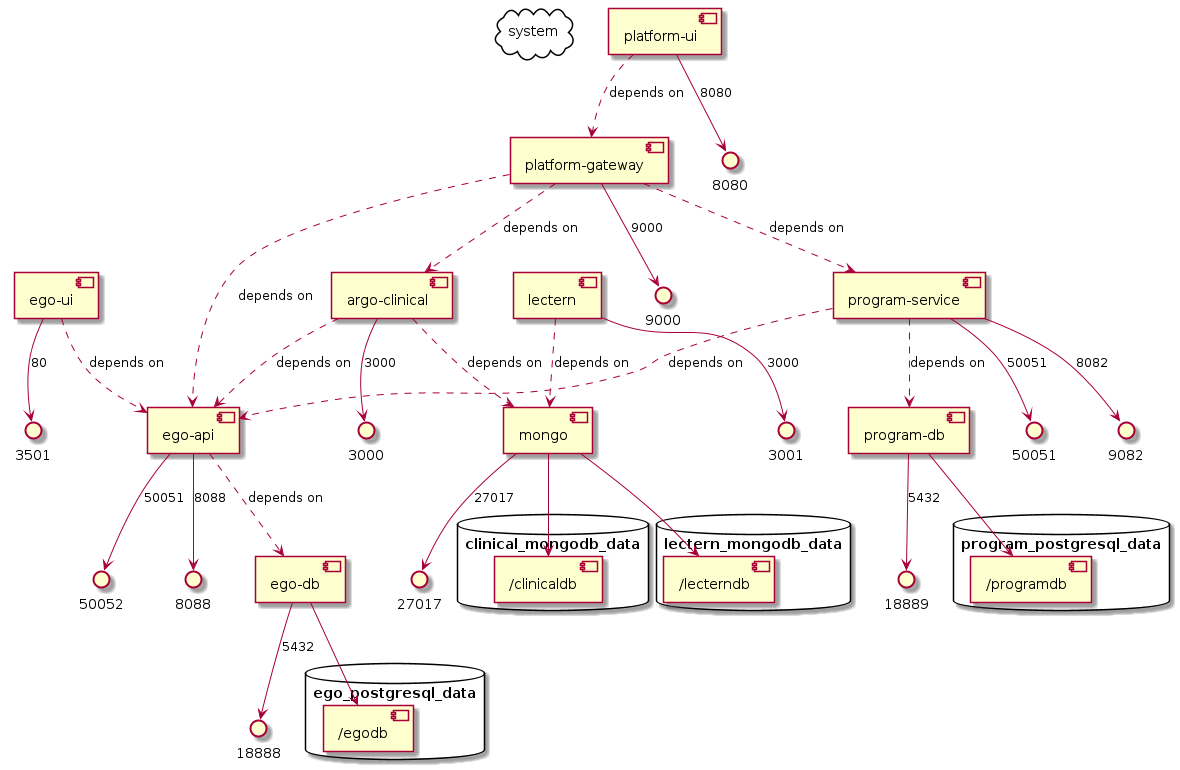 system
platform-ui
depends on
8080
platform-gateway
8080
depends on
9000
depends on
ego-ui
depends on
argo-clinical
lectern
program-service
9000
80
depends on
depends on
3000
depends on
depends on
depends on
3000
depends on
50051
8082
3501
ego-api
3000
mongo
3001
program-db
50051
9082
50051
8088
depends on
27017
5432
clinical_mongodb_data
lectern_mongodb_data
program_postgresql_data
50052
8088
ego-db
27017
/clinicaldb
/lecterndb
18889
/programdb
5432
ego_postgresql_data
18888
/egodb